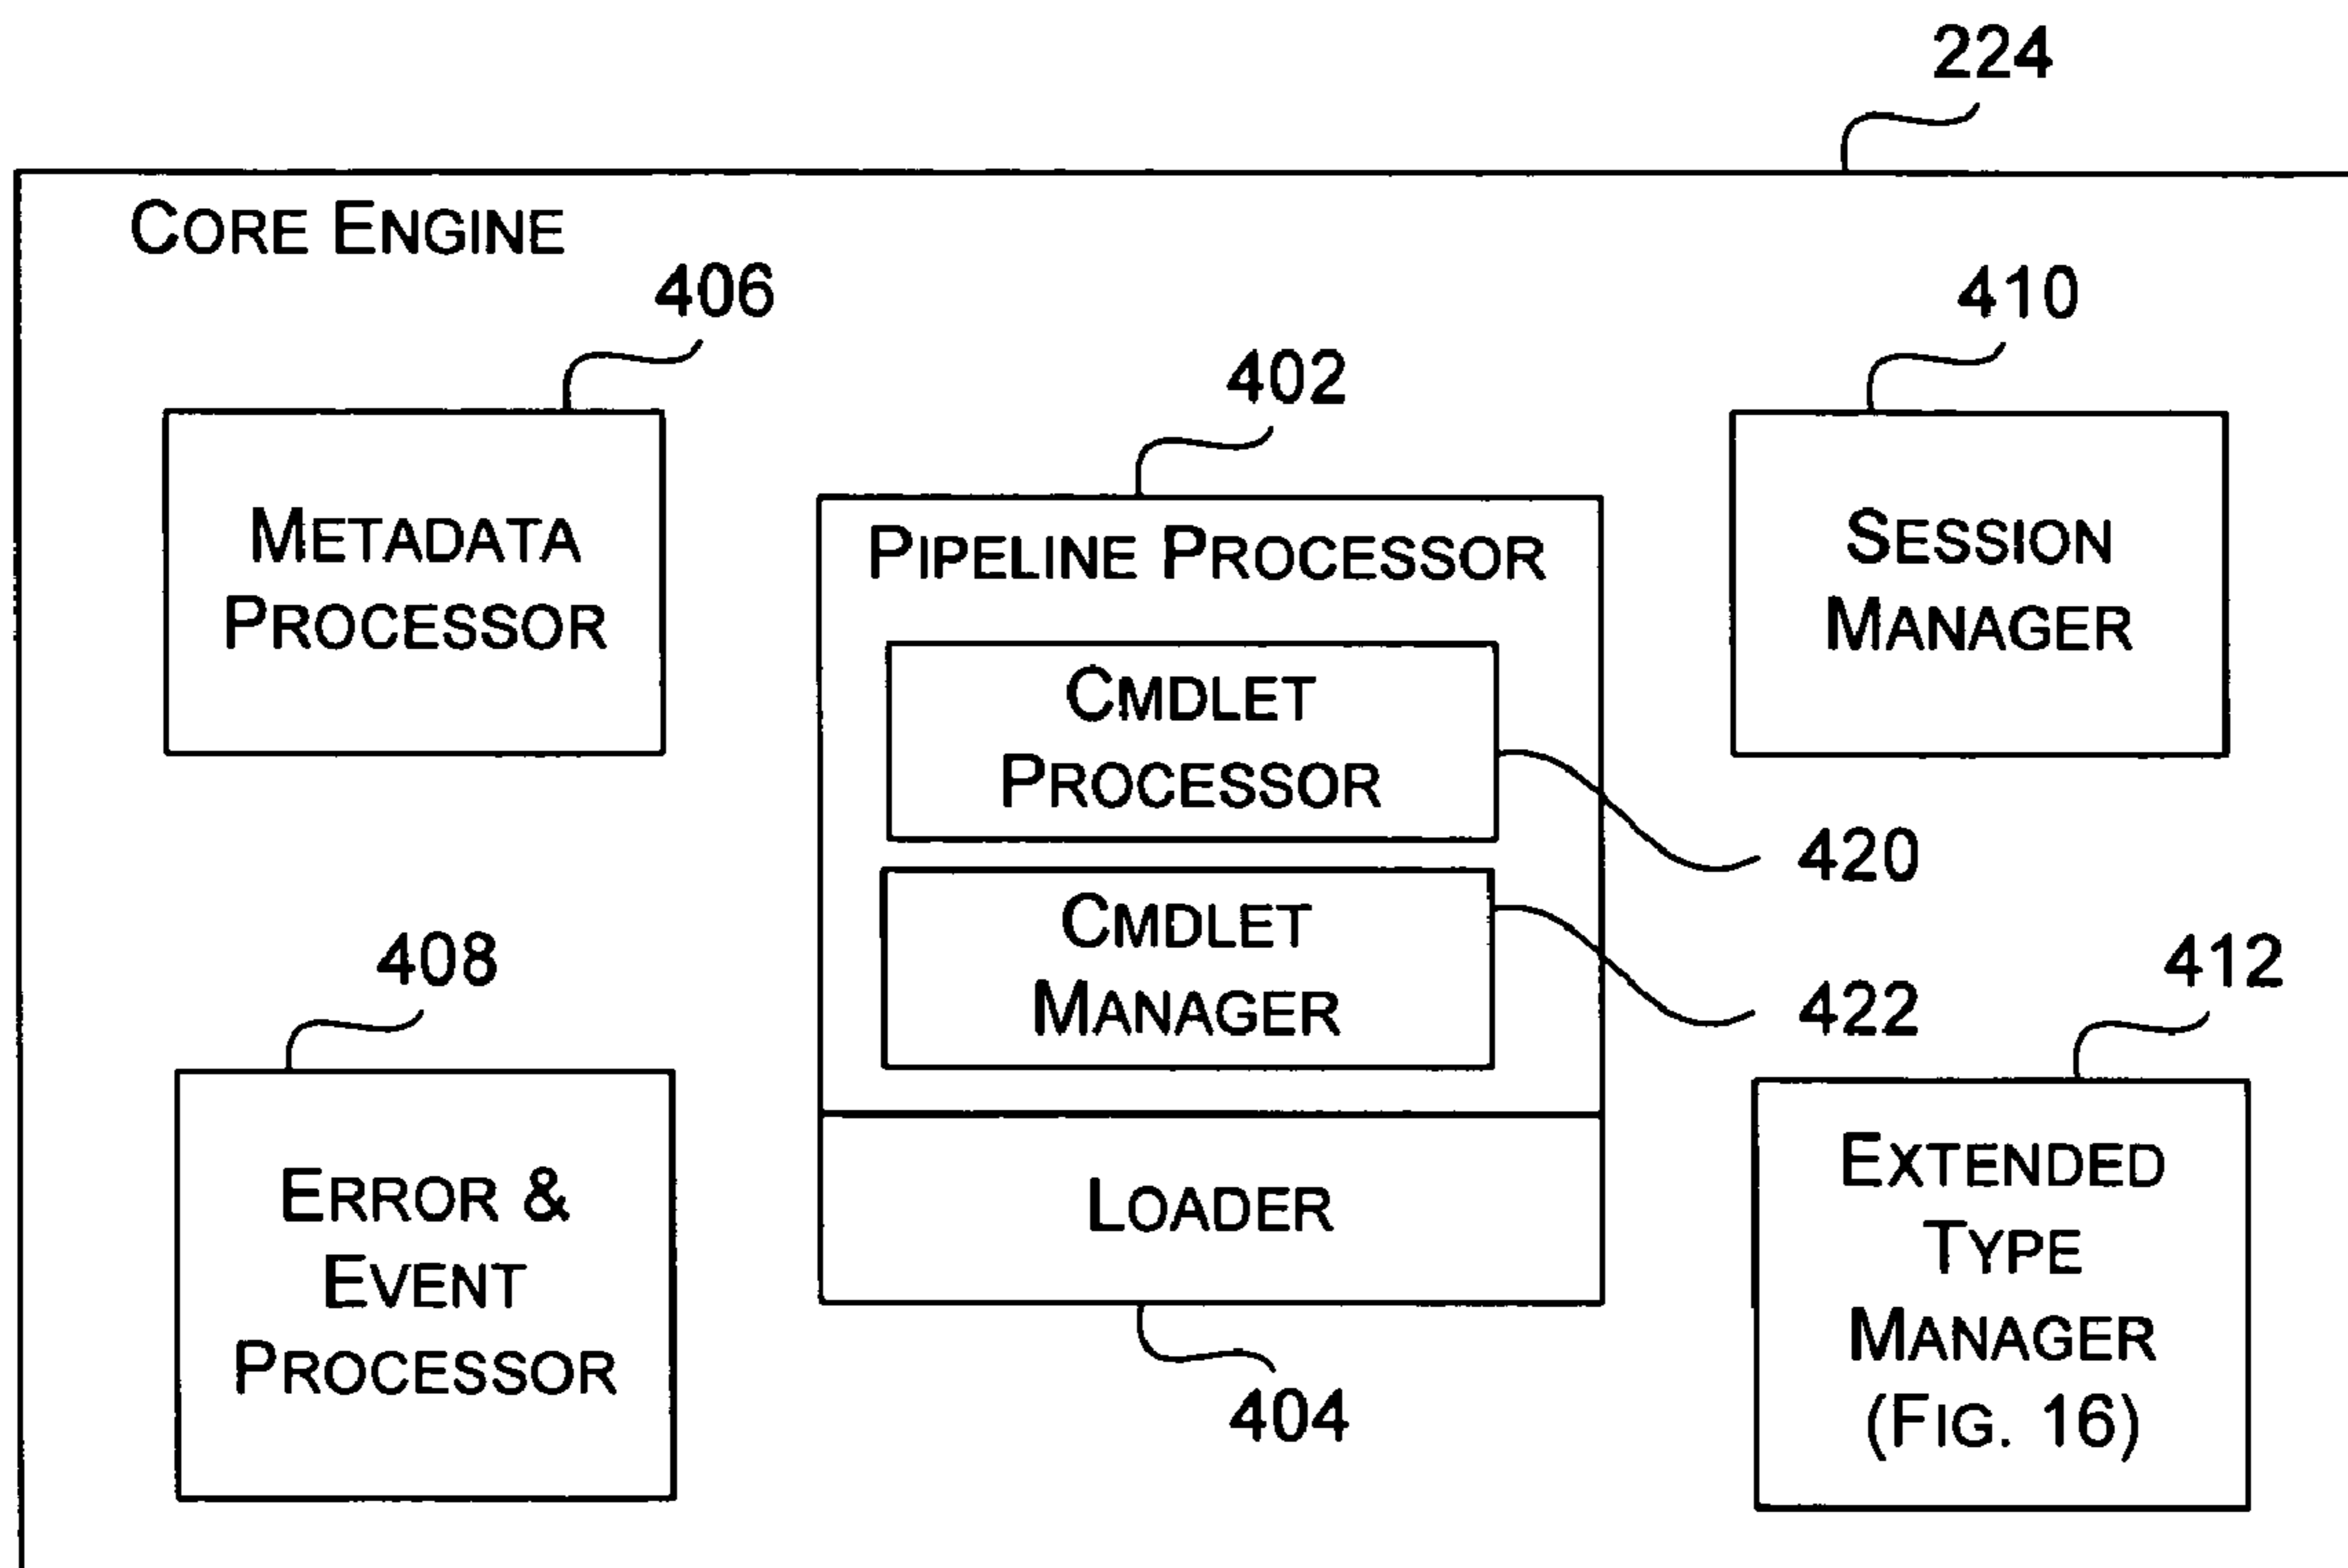 224
CORE ENGINE
406
410
402
METADATA
PROCESSOR
PIPELINE PROCESSOR
SESSION
MANAGER
CMDLET
PROCESSOR
420
CMDLET
MANAGER
422
408
412
ERROR &
EVENT
PROCESSOR
LOADER
EXTENDED
TYPE
MANAGER
(FIG. 16)
404